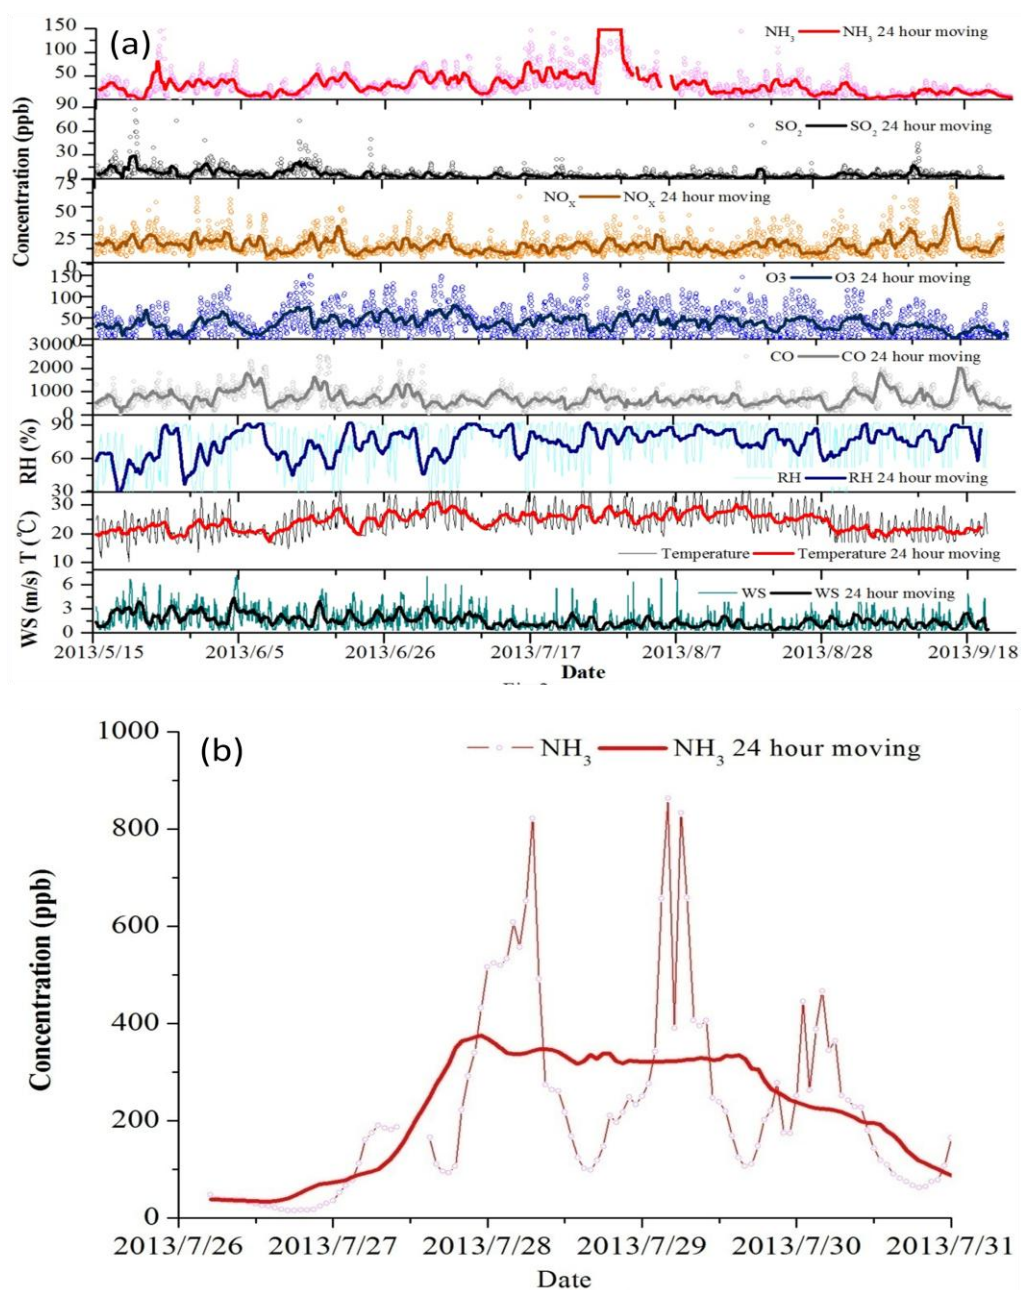 (a)
NH3 NH3 24 hour moving
150
100
50
SO2 SO2 24 hour moving
90
60
30
0
NOX NOX 24 hour moving
75
50
25
0
O3 O3 24 hour moving
150
100
50
0
CO CO 24 hour moving
3000
2000
1000
0
Concentration (ppb)
RH RH 24 hour moving
90
60
30
RH (%)
Temperature Temperature 24 hour moving
30
20
10
T (℃)
WS WS 24 hour moving
6
3
0
WS (m/s)
2013/5/15 2013/6/5 2013/6/26 2013/7/17 2013/8/7 2013/8/28 2013/9/18
Date
(b)
NH3 NH3 24 hour moving
1000
800
600
400
200
0
Concentration (ppb)
2013/7/26 2013/7/27 2013/7/28 2013/7/29 2013/7/30 2013/7/31
Date